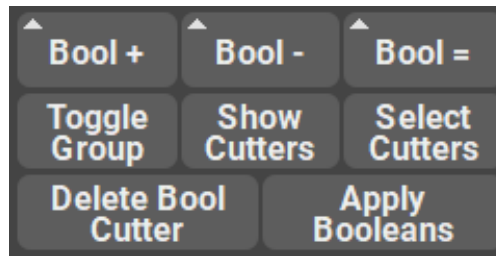 Bool + Bool - Bool =
Toggle Group Show Cutters Select Cutters
Delete Bool Cutter Apply Booleans